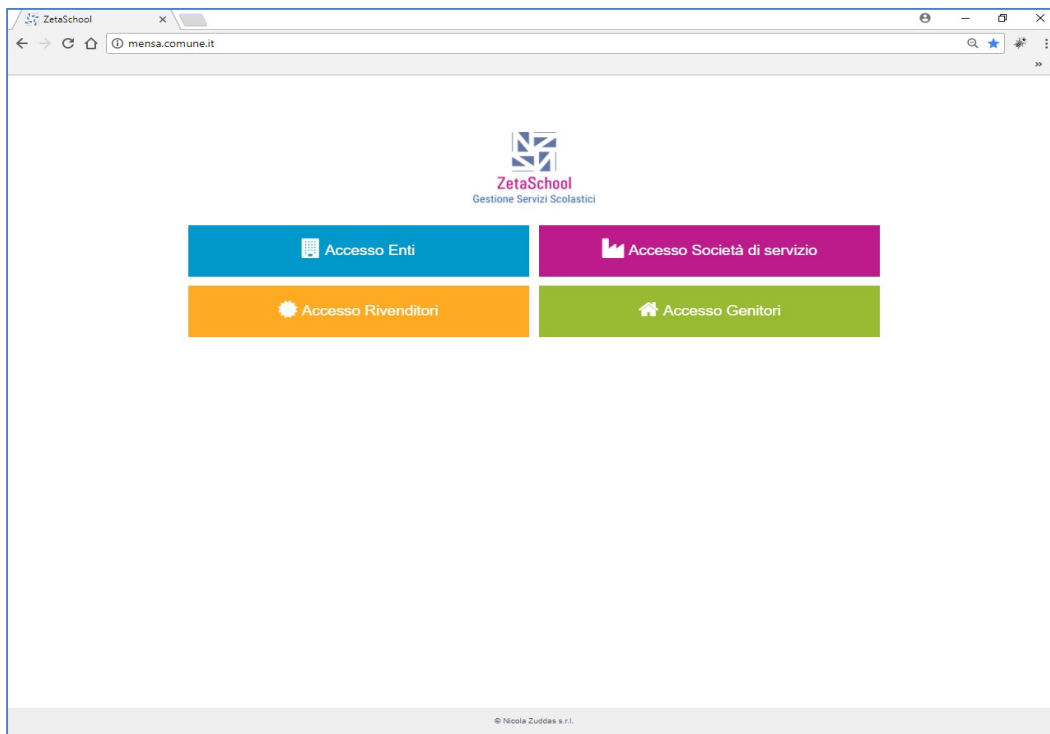 ZetaSchool
mensa.comune.it
ZetaSchool
Gestione Servizi Scolastici
Accesso Enti
Accesso Società di servizio
Accesso Rivenditori
Accesso Genitori
© Nicola Zuddas s.r.l.